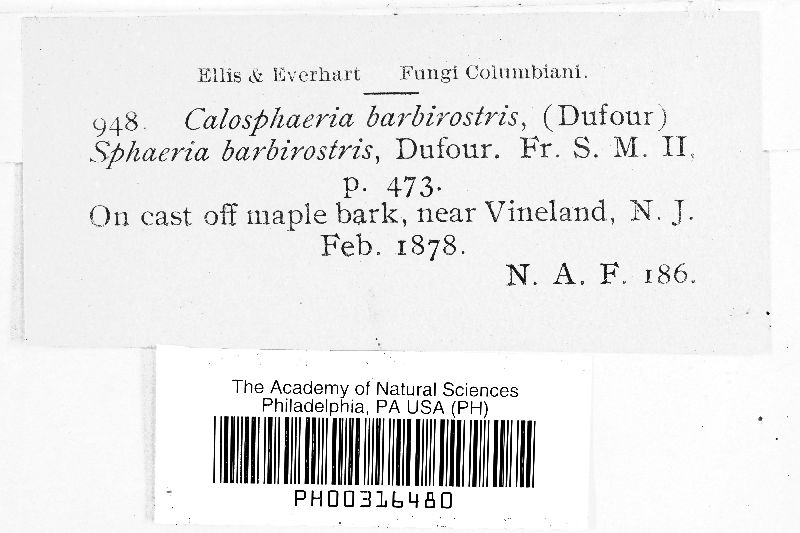 Ellis & Everhart Fungi Columbiani.
948. Calosphaeria barbirostris, (Dufour)
Sphaeria barbirostris, Dufour. Fr. S. M. II,
p. 473.
On cast off maple bark, near Vineland, N. J.
Feb. 1878.
N. A. F. 186.
The Academy of Natural Sciences
Philadelphia, PA USA (PH)
PH00316480